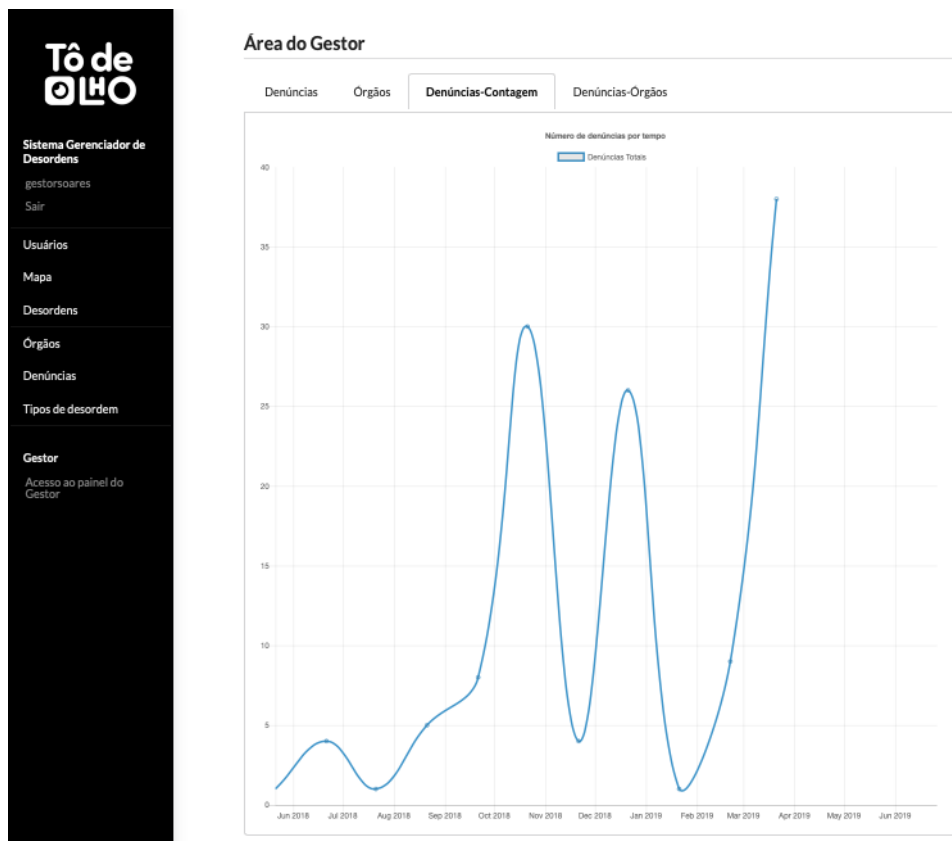 Tô de
OLHO
Sistema Gerenciador de
Desordens
gestorsoares
Sair
Usuários
Mapa
Desordens
Órgãos
Denúncias
Tipos de desordem
Gestor
Acesso ao painel do
Gestor
Área do Gestor
Denúncias Órgãos Denúncias-Contagem Denúncias-Órgãos
Número de denúncias por tempo
Denúncias Totais
40
35
30
25
20
15
10
5
0
Jun 2018 Jul 2018 Aug 2018 Sep 2018 Oct 2018 Nov 2018 Dec 2018 Jan 2019 Feb 2019 Mar 2019 Apr 2019 May 2019 Jun 2019